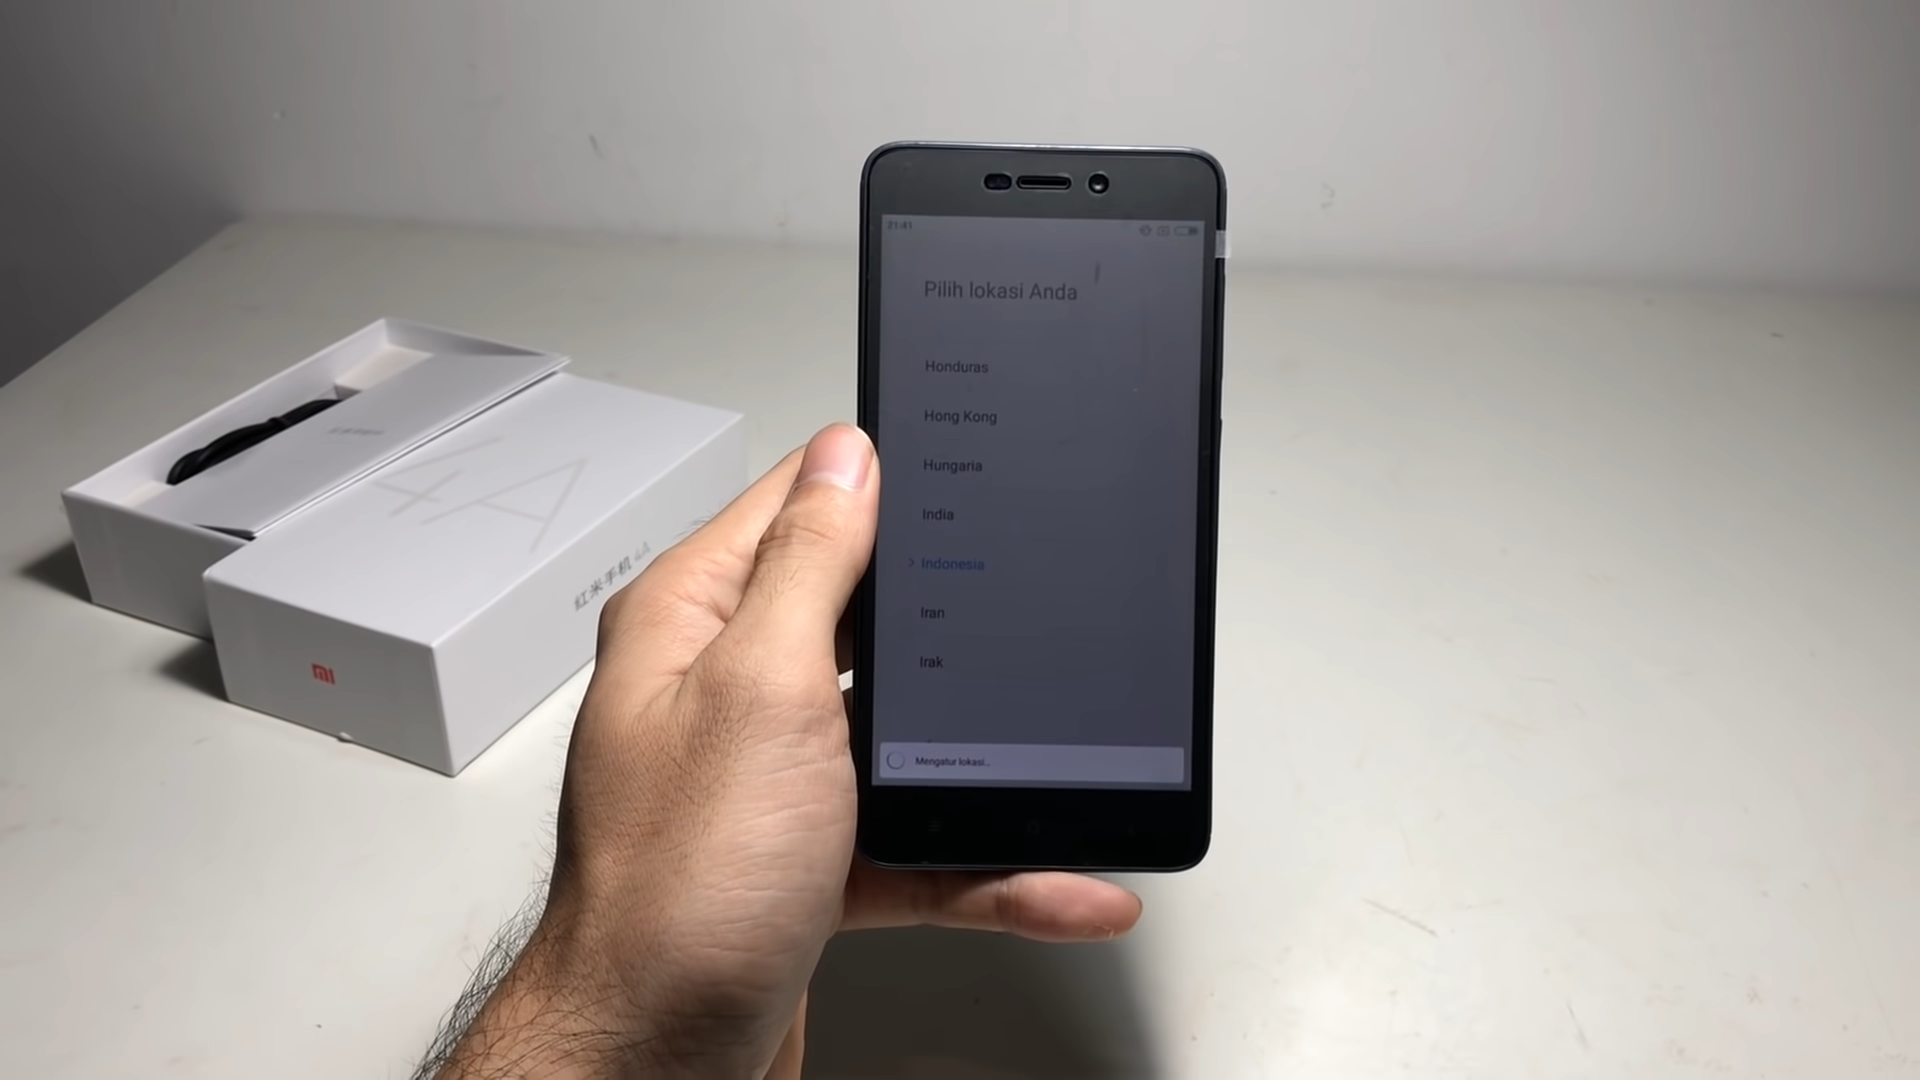 21:41
Pilih lokasi Anda
Honduras
Hong Kong
Hungaria
India
Indonesia
Iran
Irak
Mengatur lokasi...
4A
红米手机 4A
mi